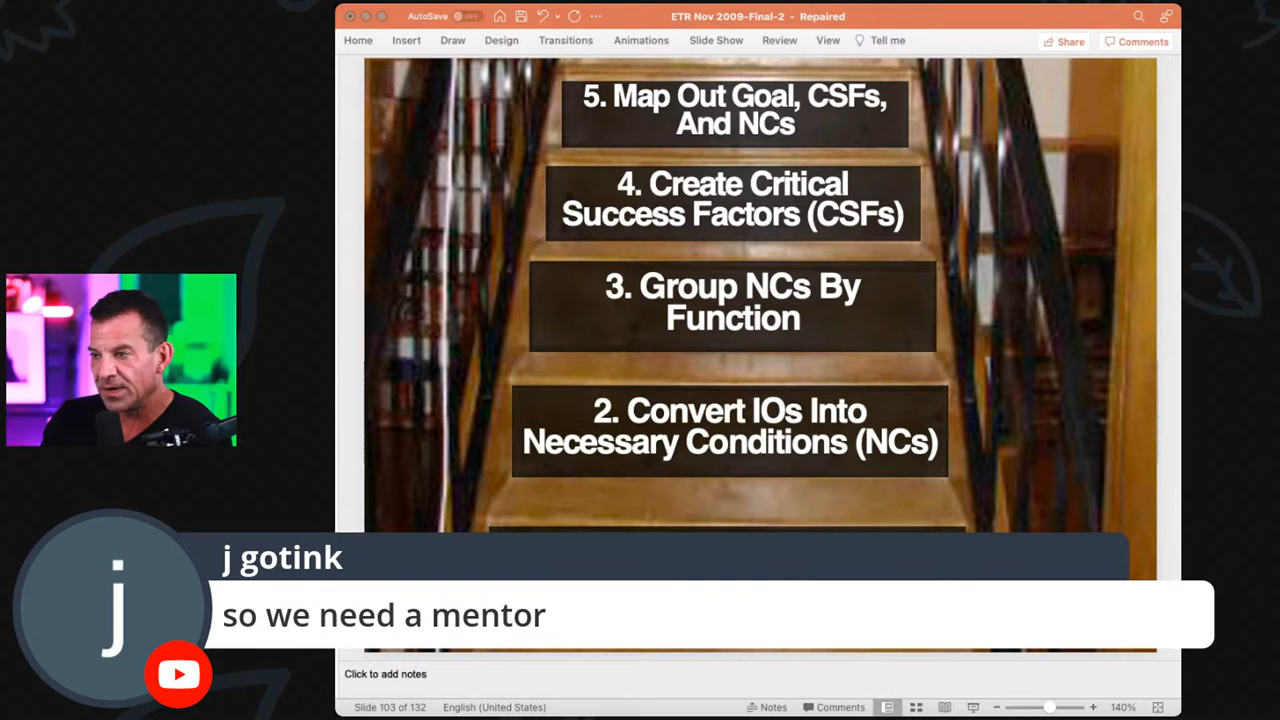 AutoSave
OFF
ETR Nov 2009-Final-2 - Repaired
Home Insert Draw Design Transitions Animations Slide Show Review View Tell me
Share
Comments
5. Map Out Goal, CSFs,
And NCs
4. Create Critical
Success Factors (CSFs)
3. Group NCs By
Function
2. Convert IOs Into
Necessary Conditions (NCs)
j
j gotink
so we need a mentor
Click to add notes
Slide 103 of 132 English (United States) Notes Comments 140%